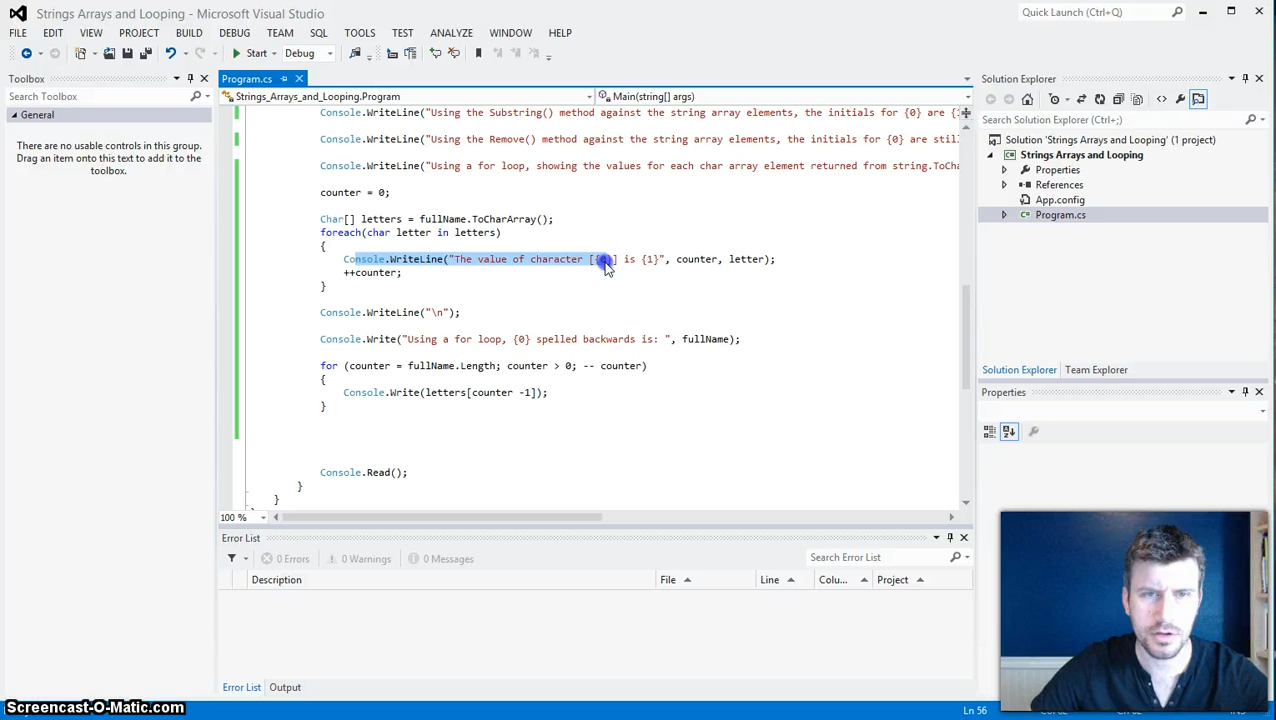 Strings Arrays and Looping - Microsoft Visual Studio
Quick Launch (Ctrl+Q)
FILE EDIT VIEW PROJECT BUILD DEBUG TEAM SQL TOOLS TEST ANALYZE WINDOW HELP
Start Debug
Toolbox
Search Toolbox
General
There are no usable controls in this group. Drag an item onto this text to add it to the toolbox.
Program.cs
Strings_Arrays_and_Looping.Program
Main(string[] args)
Console.WriteLine("Using the Substring() method against the string array elements, the initials for {0} are {1
Console.WriteLine("Using the Remove() method against the string array elements, the initials for {0} are still
Console.WriteLine("Using a for loop, showing the values for each char array element returned from string.ToCha
counter = 0;
Char[] letters = fullName.ToCharArray();
foreach(char letter in letters)
{
Console.WriteLine("The value of character [{0}] is {1}", counter, letter);
++counter;
}
Console.WriteLine("\n");
Console.Write("Using a for loop, {0} spelled backwards is: ", fullName);
for (counter = fullName.Length; counter > 0; -- counter)
{
Console.Write(letters[counter -1]);
}
Console.Read();
}
}
100 %
Error List
0 Errors 0 Warnings 0 Messages
Search Error List
Description File Line Colu... Project
Error List Output
Solution Explorer
Search Solution Explorer (Ctrl+;)
Solution 'Strings Arrays and Looping' (1 project)
Strings Arrays and Looping
Properties
References
App.config
Program.cs
Solution Explorer Team Explorer
Properties
Screencast-O-Matic.com
Ln 56